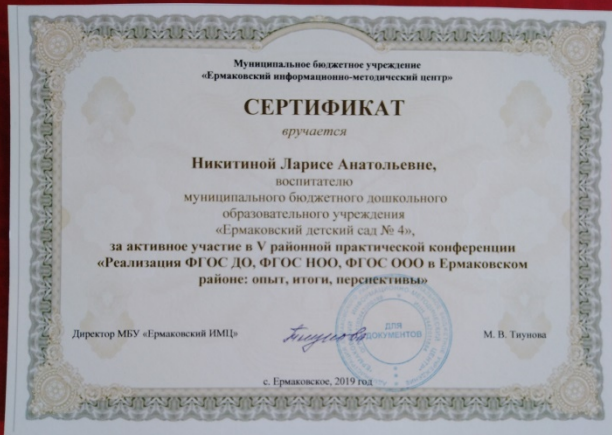 Муниципальное бюджетное учреждение
«Ермаковский информационно-методический центр»
СЕРТИФИКАТ
вручается
Никитиной Ларисе Анатольевне,
воспитателю
муниципального бюджетного дошкольного
образовательного учреждения
«Ермаковский детский сад № 4»,
за активное участие в V районной практической конференции
«Реализация ФГОС ДО, ФГОС НОО, ФГОС ООО в Ермаковском
районе: опыт, итоги, перспективы»
ДЛЯ
ДОКУМЕНТОВ
Директор МБУ «Ермаковский ИМЦ»
М. В. Тиунова
с. Ермаковское, 2019 год